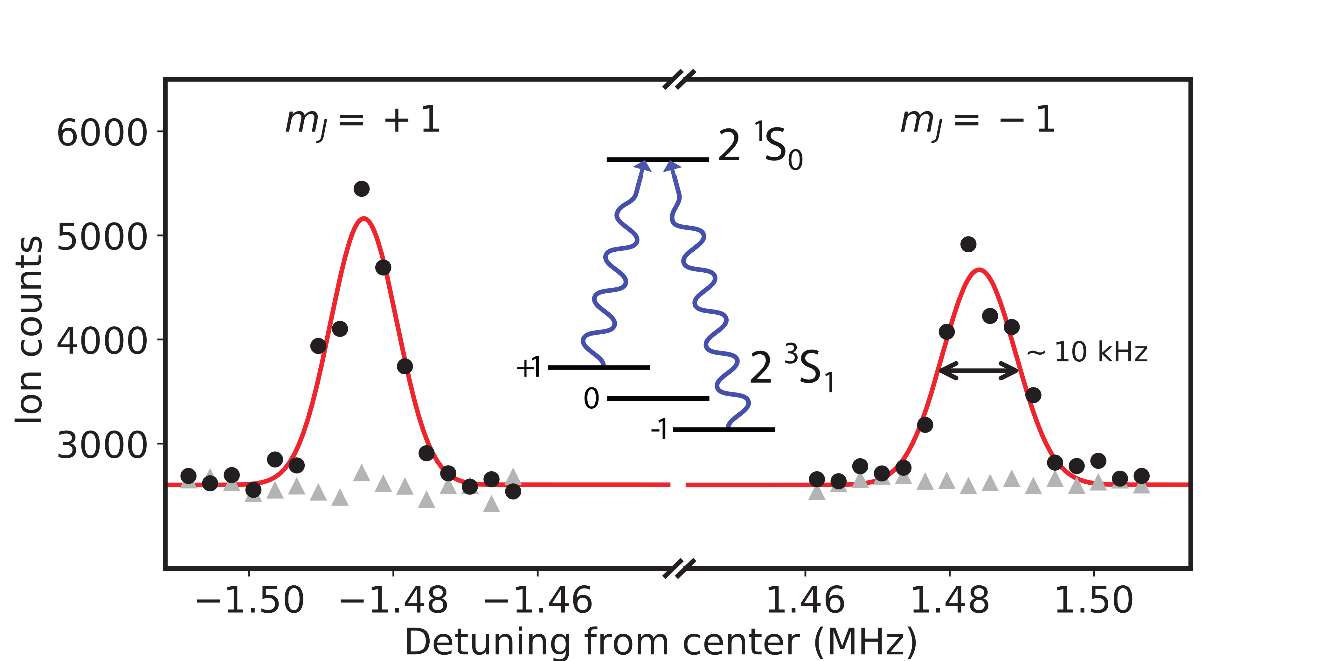 m_J = +1
m_J = −1
6000
5000
4000
3000
Ion counts
2 ¹S₀
+1
0
-1
2 ³S₁
~ 10 kHz
−1.50
−1.48
−1.46
1.46
1.48
1.50
Detuning from center (MHz)